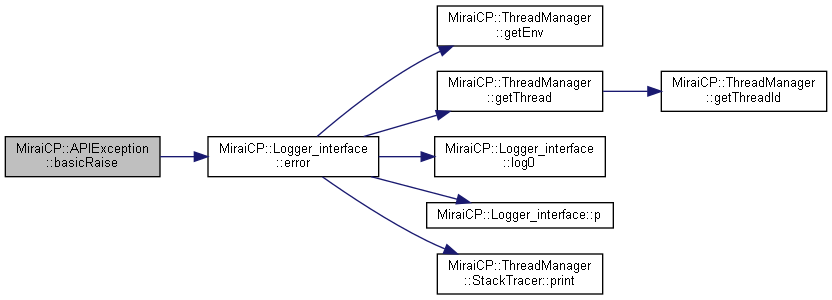 MiraiCP::APIException
::basicRaise
MiraiCP::Logger_interface
::error
MiraiCP::ThreadManager
::getEnv
MiraiCP::ThreadManager
::getThread
MiraiCP::ThreadManager
::getThreadId
MiraiCP::Logger_interface
::log0
MiraiCP::Logger_interface::p
MiraiCP::ThreadManager
::StackTracer::print